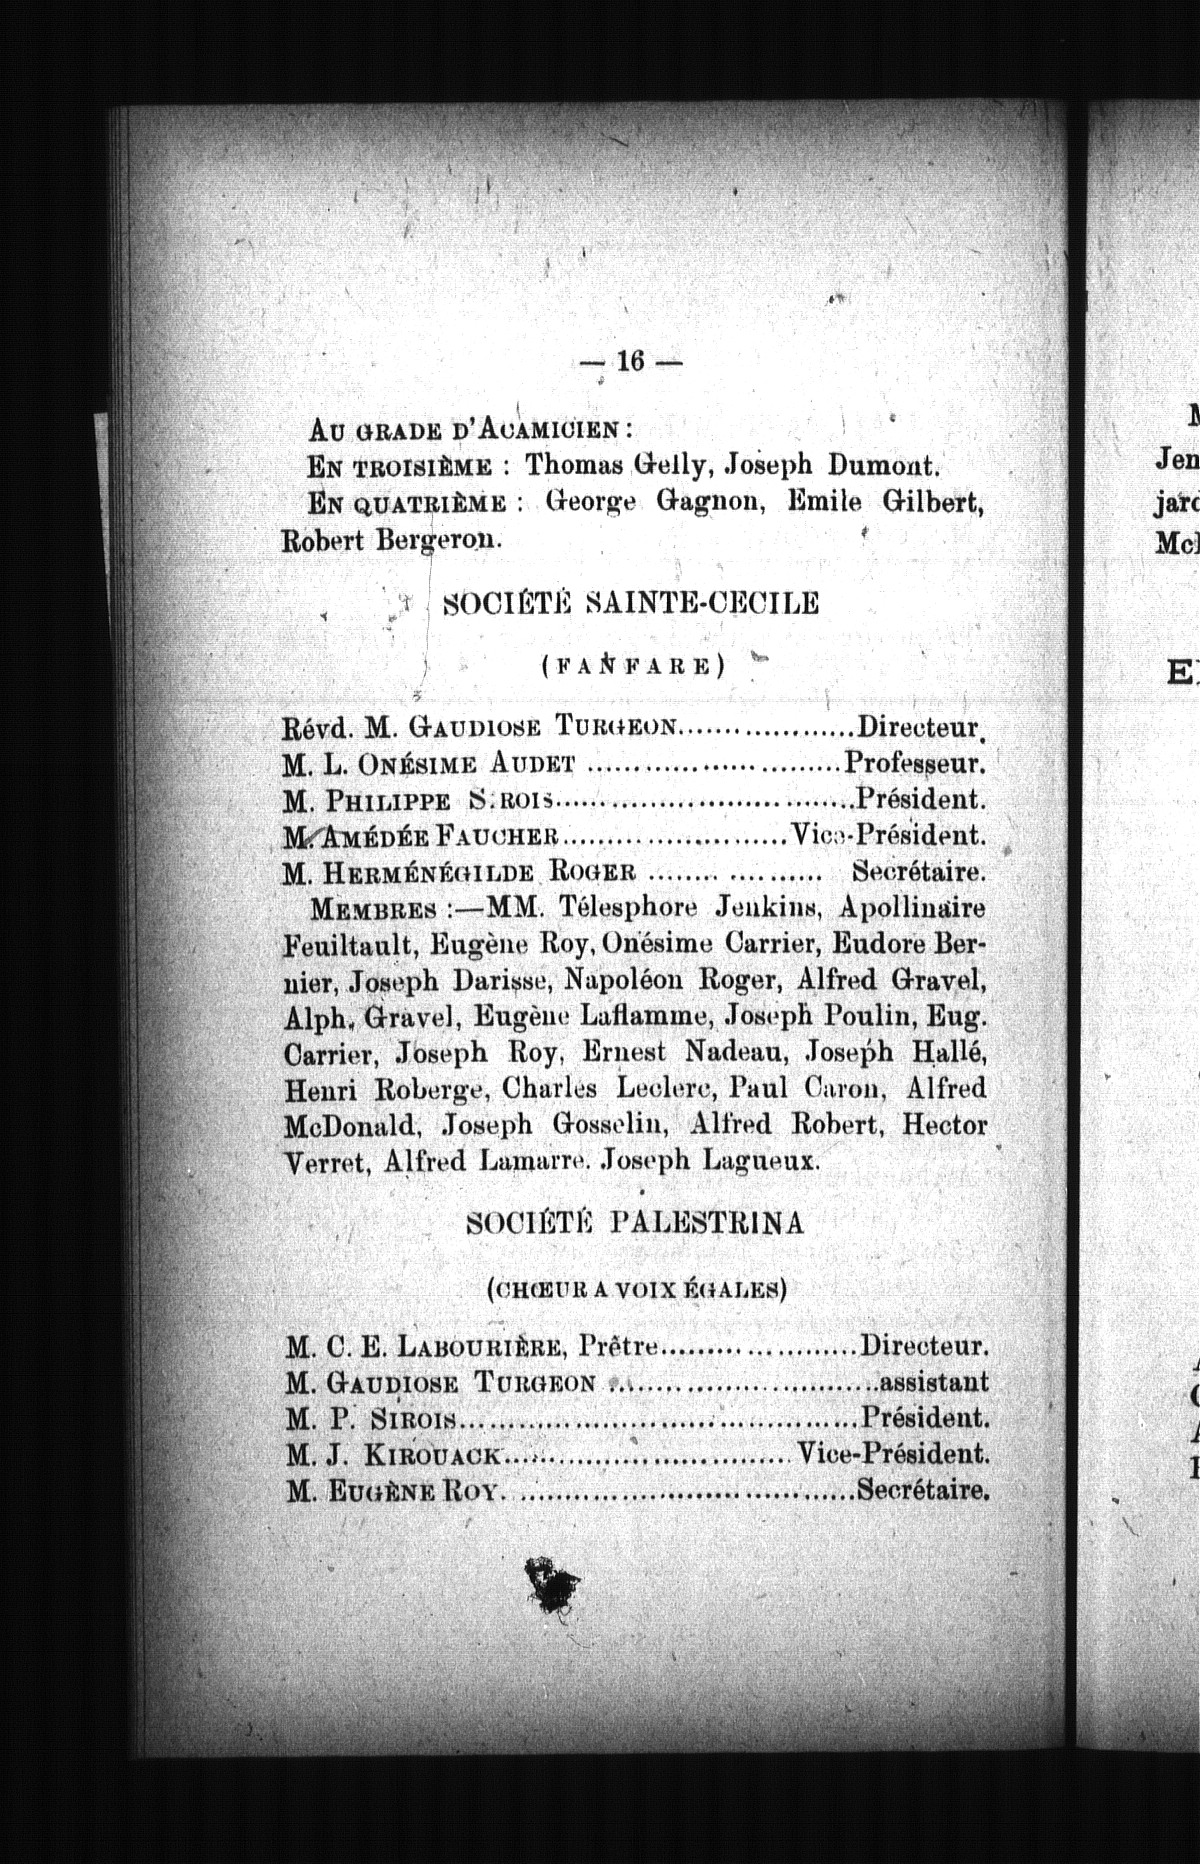 — 16 —
AU GRADE D'ACAMICIEN :
EN TROISIÈME : Thomas Gelly, Joseph Dumont.
EN QUATRIÈME : George Gagnon, Emile Gilbert,
Robert Bergeron.
SOCIÉTÉ SAINTE-CECILE
(FANFARE)
Révd. M. GAUDIOSE TURGEON...................Directeur.
M. L. ONÉSIME AUDET ...........................Professeur.
M. PHILIPPE SIROIS................................Président.
M. AMÉDÉE FAUCHER........................Vice-Président.
M. HERMÉNÉGILDE ROGER ........ .......... Secrétaire.
MEMBRES :—MM. Télesphore Jenkins, Apollinaire
Feuiltault, Eugène Roy, Onésime Carrier, Eudore Ber-
nier, Joseph Darisse, Napoléon Roger, Alfred Gravel,
Alph. Gravel, Eugène Laflamme, Joseph Poulin, Eug.
Carrier, Joseph Roy, Ernest Nadeau, Joseph Hallé,
Henri Roberge, Charles Leclerc, Paul Caron, Alfred
McDonald, Joseph Gosselin, Alfred Robert, Hector
Verret, Alfred Lamarre. Joseph Lagueux.
SOCIÉTÉ PALESTRINA
(CHŒUR A VOIX ÉGALES)
M. C. E. LABOURIÈRE, Prêtre.....................Directeur.
M. GAUDIOSE TURGEON .............................assistant
M. P. SIROIS...........................................Président.
M. J. KIROUACK............................... Vice-Président.
M. EUGÈNE ROY. ....................................Secrétaire.
Jen
jard